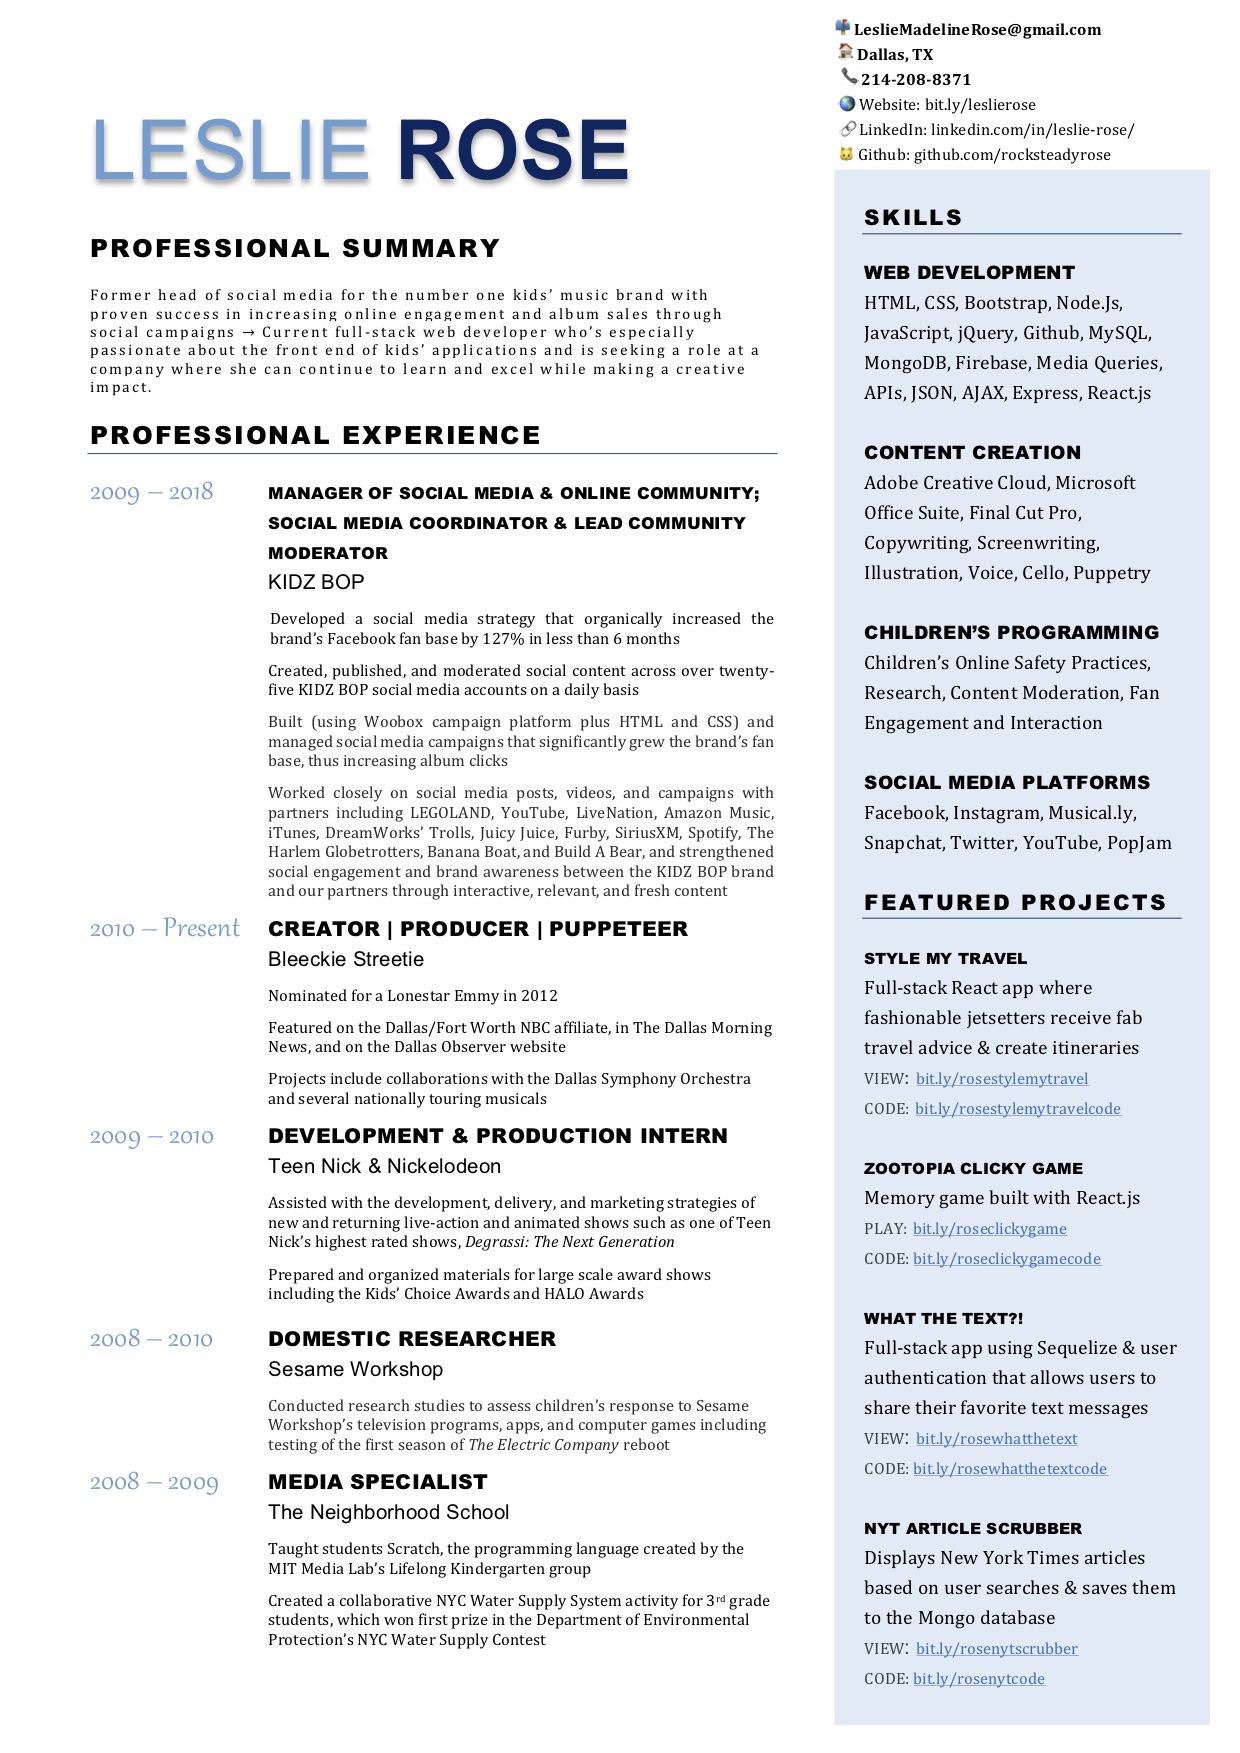 LeslieMadelineRose@gmail.com
Dallas, TX
214-208-8371
Website: bit.ly/leslierose
LinkedIn: linkedin.com/in/leslie-rose/
Github: github.com/rocksteadyrose
LESLIE ROSE
PROFESSIONAL SUMMARY
Former head of social media for the number one kids’ music brand with
proven success in increasing online engagement and album sales through
social campaigns → Current full-stack web developer who’s especially
passionate about the front end of kids’ applications and is seeking a role at a
company where she can continue to learn and excel while making a creative
impact.
PROFESSIONAL EXPERIENCE
2009 – 2018
MANAGER OF SOCIAL MEDIA & ONLINE COMMUNITY;
SOCIAL MEDIA COORDINATOR & LEAD COMMUNITY
MODERATOR
KIDZ BOP
Developed a social media strategy that organically increased the
brand’s Facebook fan base by 127% in less than 6 months
Created, published, and moderated social content across over twenty-
five KIDZ BOP social media accounts on a daily basis
Built (using Woobox campaign platform plus HTML and CSS) and
managed social media campaigns that significantly grew the brand’s fan
base, thus increasing album clicks
Worked closely on social media posts, videos, and campaigns with
partners including LEGOLAND, YouTube, LiveNation, Amazon Music,
iTunes, DreamWorks’ Trolls, Juicy Juice, Furby, SiriusXM, Spotify, The
Harlem Globetrotters, Banana Boat, and Build A Bear, and strengthened
social engagement and brand awareness between the KIDZ BOP brand
and our partners through interactive, relevant, and fresh content
2010 – Present
CREATOR | PRODUCER | PUPPETEER
Bleeckie Streetie
Nominated for a Lonestar Emmy in 2012
Featured on the Dallas/Fort Worth NBC affiliate, in The Dallas Morning
News, and on the Dallas Observer website
Projects include collaborations with the Dallas Symphony Orchestra
and several nationally touring musicals
2009 – 2010
DEVELOPMENT & PRODUCTION INTERN
Teen Nick & Nickelodeon
Assisted with the development, delivery, and marketing strategies of
new and returning live-action and animated shows such as one of Teen
Nick’s highest rated shows, Degrassi: The Next Generation
Prepared and organized materials for large scale award shows
including the Kids’ Choice Awards and HALO Awards
2008 – 2010
DOMESTIC RESEARCHER
Sesame Workshop
Conducted research studies to assess children’s response to Sesame
Workshop’s television programs, apps, and computer games including
testing of the first season of The Electric Company reboot
2008 – 2009
MEDIA SPECIALIST
The Neighborhood School
Taught students Scratch, the programming language created by the
MIT Media Lab’s Lifelong Kindergarten group
Created a collaborative NYC Water Supply System activity for 3rd grade
students, which won first prize in the Department of Environmental
Protection’s NYC Water Supply Contest
SKILLS
WEB DEVELOPMENT
HTML, CSS, Bootstrap, Node.Js,
JavaScript, jQuery, Github, MySQL,
MongoDB, Firebase, Media Queries,
APIs, JSON, AJAX, Express, React.js
CONTENT CREATION
Adobe Creative Cloud, Microsoft
Office Suite, Final Cut Pro,
Copywriting, Screenwriting,
Illustration, Voice, Cello, Puppetry
CHILDREN’S PROGRAMMING
Children’s Online Safety Practices,
Research, Content Moderation, Fan
Engagement and Interaction
SOCIAL MEDIA PLATFORMS
Facebook, Instagram, Musical.ly,
Snapchat, Twitter, YouTube, PopJam
FEATURED PROJECTS
STYLE MY TRAVEL
Full-stack React app where
fashionable jetsetters receive fab
travel advice & create itineraries
VIEW: bit.ly/rosestylemytravel
CODE: bit.ly/rosestylemytravelcode
ZOOTOPIA CLICKY GAME
Memory game built with React.js
PLAY: bit.ly/roseclickygame
CODE: bit.ly/roseclickygamecode
WHAT THE TEXT?!
Full-stack app using Sequelize & user
authentication that allows users to
share their favorite text messages
VIEW: bit.ly/rosewhatthetext
CODE: bit.ly/rosewhatthetextcode
NYT ARTICLE SCRUBBER
Displays New York Times articles
based on user searches & saves them
to the Mongo database
VIEW: bit.ly/rosenytscrubber
CODE: bit.ly/rosenytcode